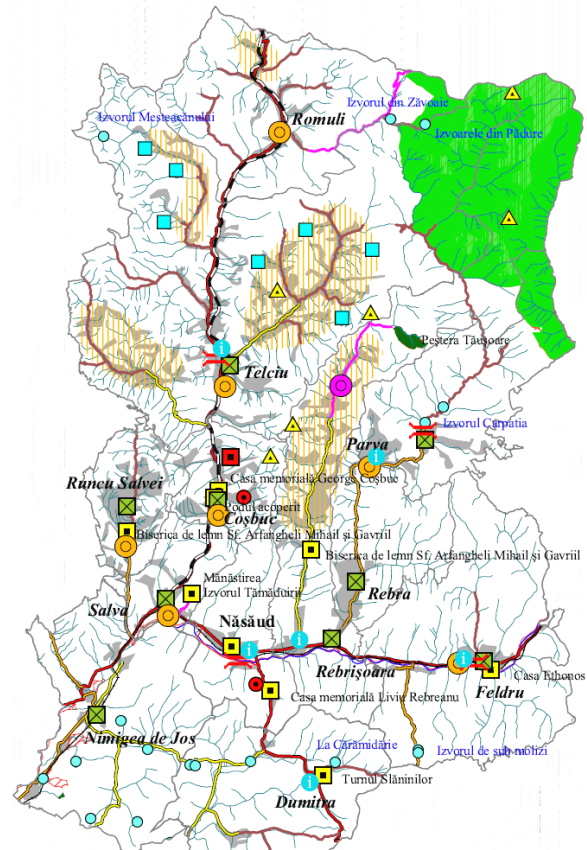 Izvorul Mesteacănului
Romuli
Izvorul din Zăvoaie
Izvoarele din Pădure
Peștera Tăușoare
Telciu
Izvorul Carpatia
Parva
Runcu Salvei
Casa memorială George Coșbuc
Podul acoperit
Coșbuc
Biserica de lemn Sf. Arfangheli Mihail și Gavriil
Biserica de lemn Sf. Arfangheli Mihail și Gavriil
Mănăstirea
Izvorul Tămăduirii
Rebra
Salva
Năsăud
Rebrișoara
Casa Ethonos
Feldru
Casa memorială Liviu Rebreanu
Nimigea de Jos
La Cărămidărie
Izvorul de sub molizi
Turnul Slăninilor
Dumitra